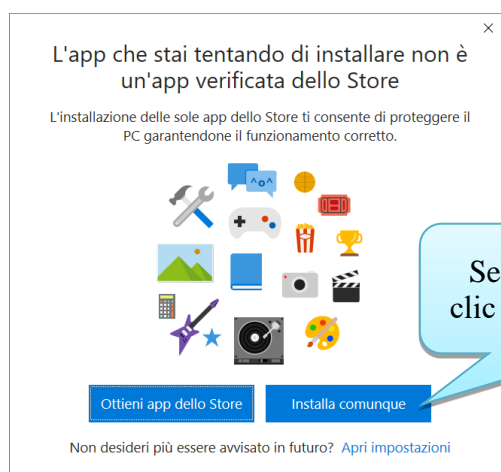 L'app che stai tentando di installare non è
un'app verificata dello Store
L'installazione delle sole app dello Store ti consente di proteggere il
PC garantendone il funzionamento corretto.
Se
clic
Ottieni app dello Store
Installa comunque
Non desideri più essere avvisato in futuro? Apri impostazioni